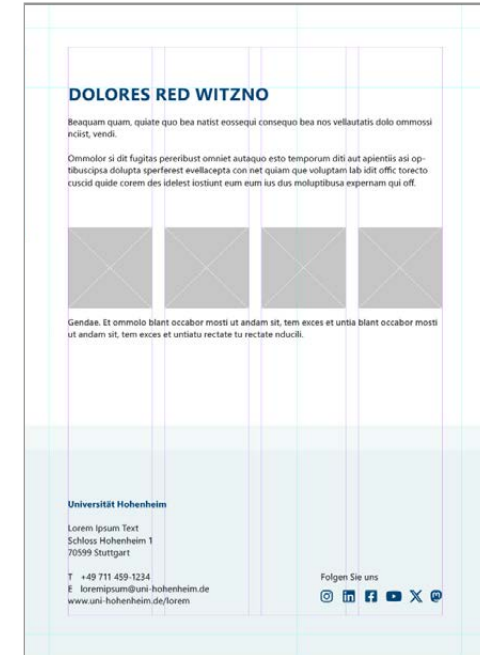 DOLORES RED WITZNO
Beaquam quam, quiate quo bea natist eossequi consequo bea nos vellautatis dolo ommossi
nciist, vendi.
Ommolor si dit fugitas pereribust omniet autaquo esto temporum diti aut apientiis asi op-
tibuscipsa dolupta sperferest evellacepta con net quiam que voluptam lab idit offic torecto
cuscid quide corem des idelest iostiunt eum eum ius dus moluptibusa expernam qui off.
Gendae. Et ommolo blant occabor mosti ut andam sit, tem exces et untia blant occabor mosti
ut andam sit, tem exces et untiatu rectate tu rectate nducili.
Universität Hohenheim
Lorem Ipsum Text
Schloss Hohenheim 1
70599 Stuttgart
T +49 711 459-1234
E loremipsum@uni-hohenheim.de
www.uni-hohenheim.de/lorem
Folgen Sie uns